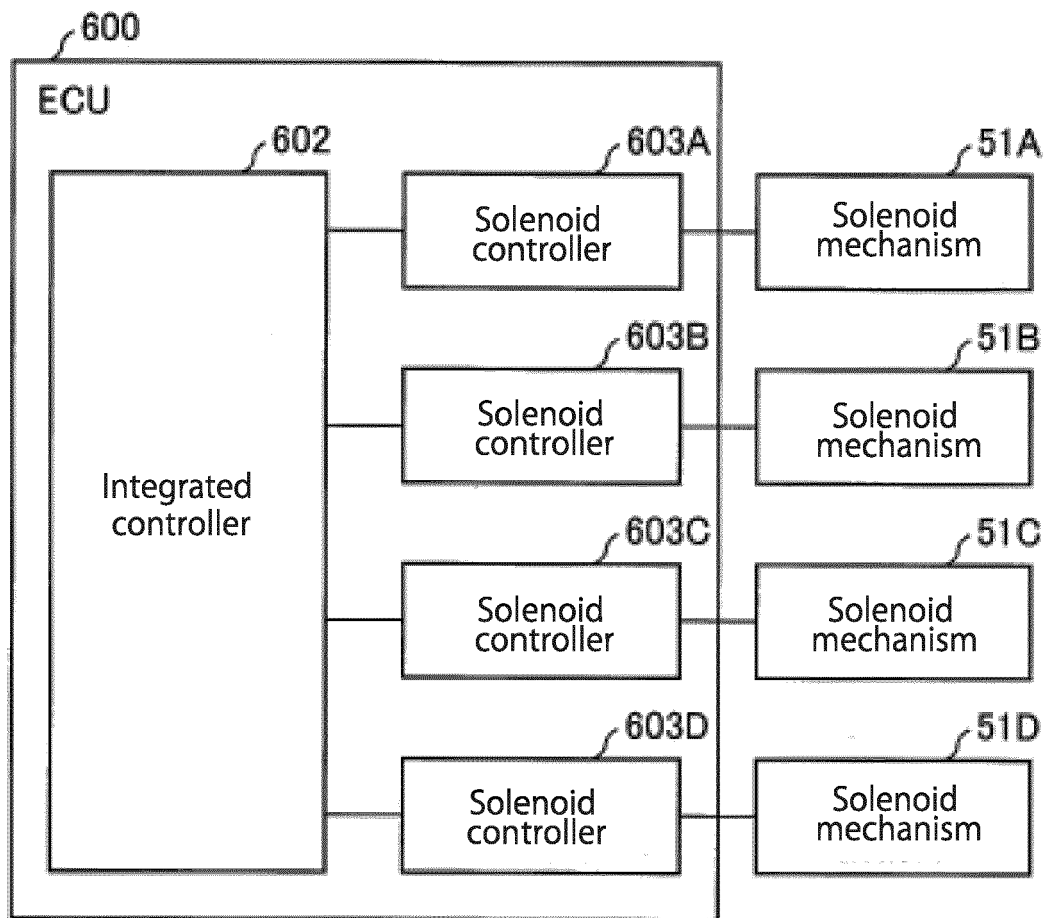 600
ECU
602
603A
51A
Solenoid
controller
Solenoid
mechanism
603B
51B
Solenoid
controller
Solenoid
mechanism
Integrated
controller
603C
51C
Solenoid
controller
Solenoid
mechanism
603D
51D
Solenoid
controller
Solenoid
mechanism